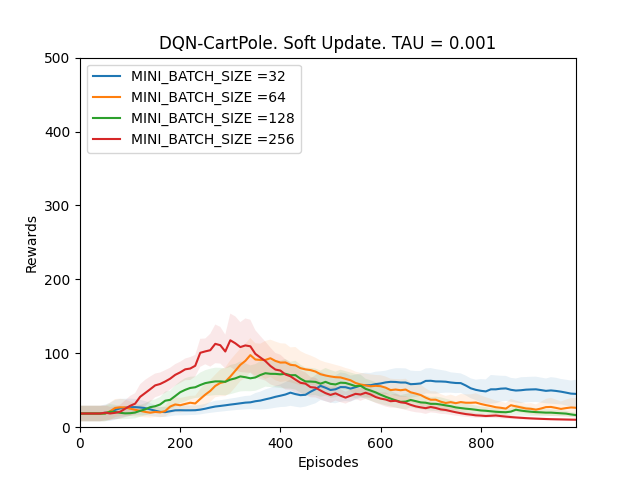 DQN-CartPole. Soft Update. TAU = 0.001
MINI_BATCH_SIZE =32
MINI_BATCH_SIZE =64
MINI_BATCH_SIZE =128
MINI_BATCH_SIZE =256
500
400
300
200
100
0
Rewards
0 200 400 600 800
Episodes